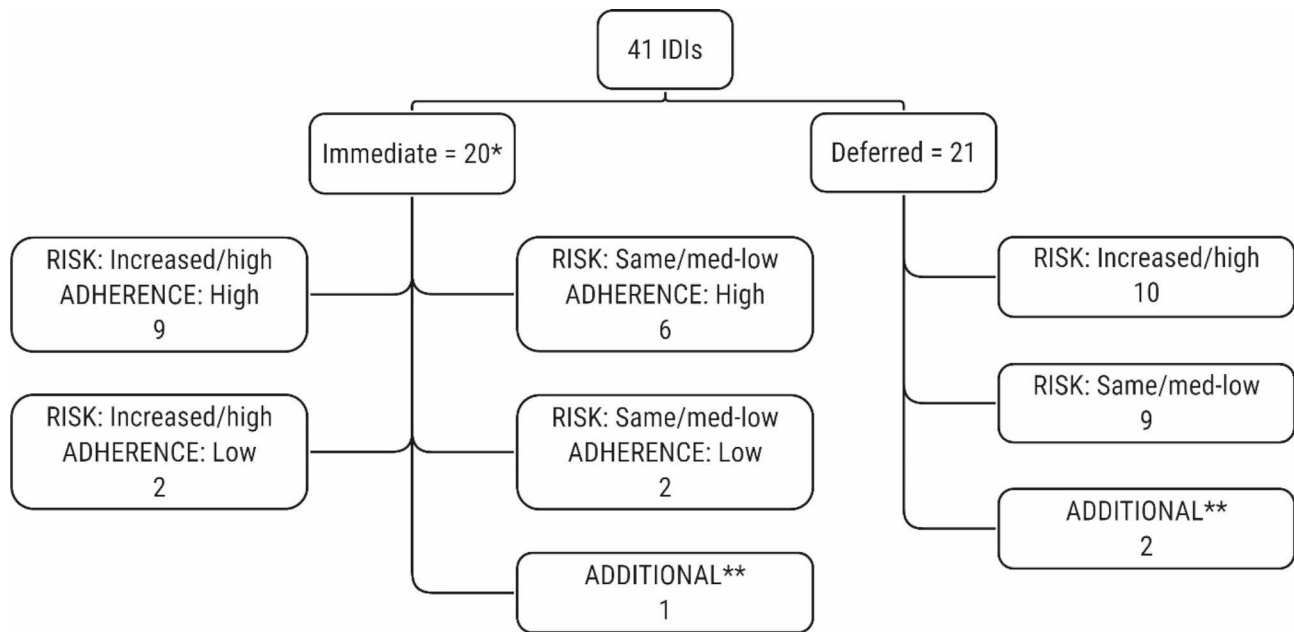 41 IDIs
Immediate = 20*
Deferred = 21
RISK: Increased/high
ADHERENCE: High
9
RISK: Same/med-low
ADHERENCE: High
6
RISK: Increased/high
10
RISK: Increased/high
ADHERENCE: Low
2
RISK: Same/med-low
ADHERENCE: Low
2
RISK: Same/med-low
9
ADDITIONAL**
1
ADDITIONAL**
2